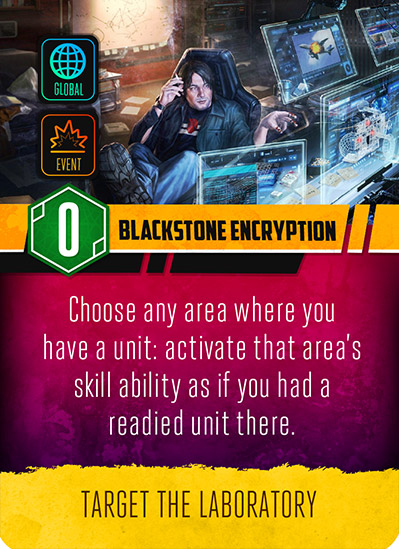 GLOBAL
EVENT
0 BLACKSTONE ENCRYPTION
Choose any area where you
have a unit: activate that area's
skill ability as if you had a
readied unit there.
TARGET THE LABORATORY